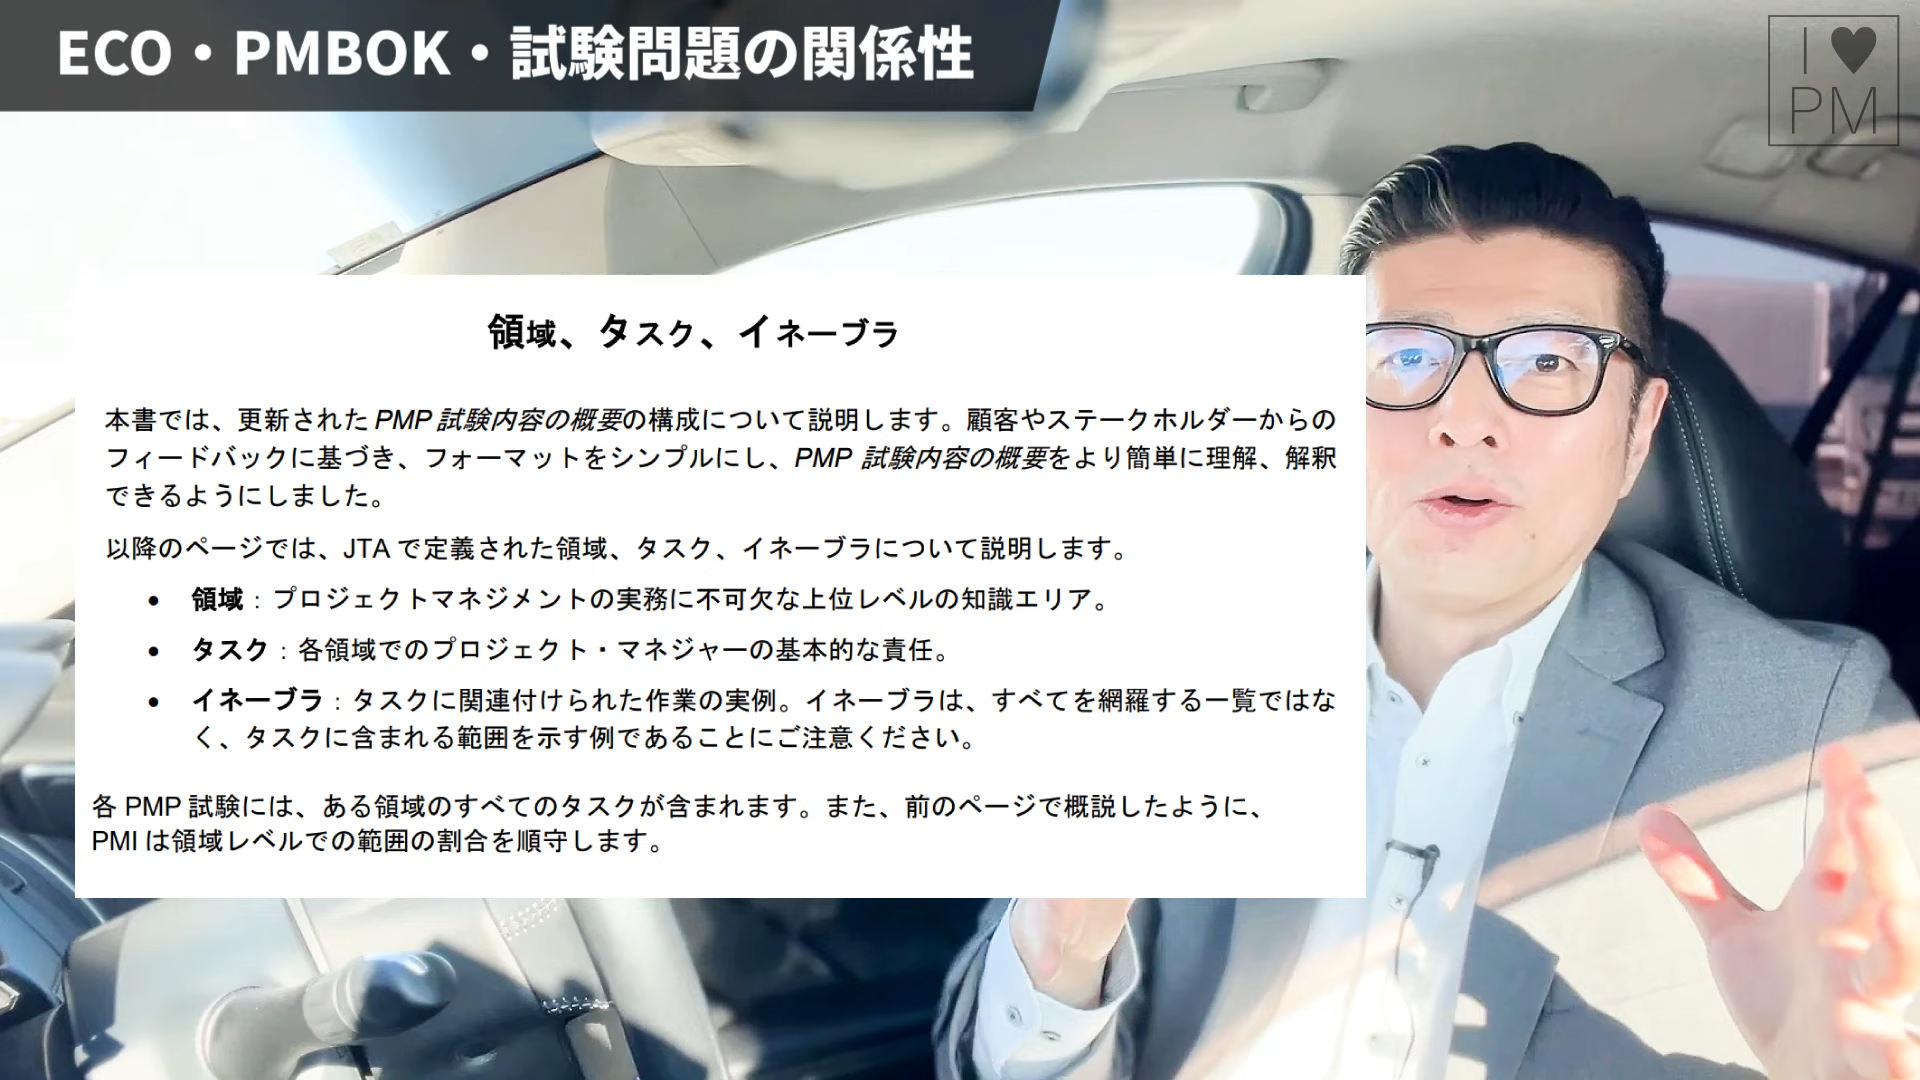 ECO・PMBOK・試験問題の関係性
I ♥
PM
領域、タスク、イネーブラ
本書では、更新された PMP 試験内容の概要の構成について説明します。顧客やステークホルダーからの
フィードバックに基づき、フォーマットをシンプルにし、PMP 試験内容の概要をより簡単に理解、解釈
できるようにしました。
以降のページでは、JTA で定義された領域、タスク、イネーブラについて説明します。
• 領域：プロジェクトマネジメントの実務に不可欠な上位レベルの知識エリア。
• タスク：各領域でのプロジェクト・マネジャーの基本的な責任。
• イネーブラ：タスクに関連付けられた作業の実例。イネーブラは、すべてを網羅する一覧ではな
く、タスクに含まれる範囲を示す例であることにご注意ください。
各 PMP 試験には、ある領域のすべてのタスクが含まれます。また、前のページで概説したように、
PMI は領域レベルでの範囲の割合を順守します。